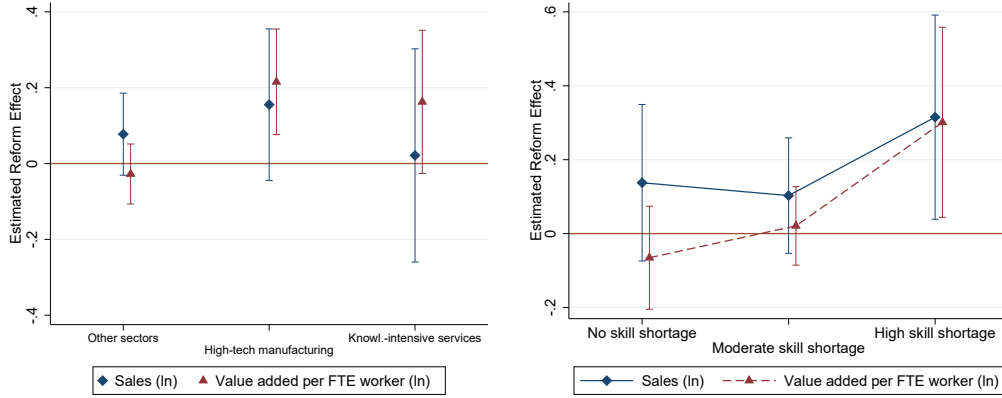 Estimated Reform Effect
.4
.2
0
-.2
-.4
Other sectors
High-tech manufacturing
Knowl.-intensive services
Sales (ln)
Value added per FTE worker (ln)
Estimated Reform Effect
.6
.4
.2
0
-.2
No skill shortage
Moderate skill shortage
High skill shortage
Sales (ln)
Value added per FTE worker (ln)